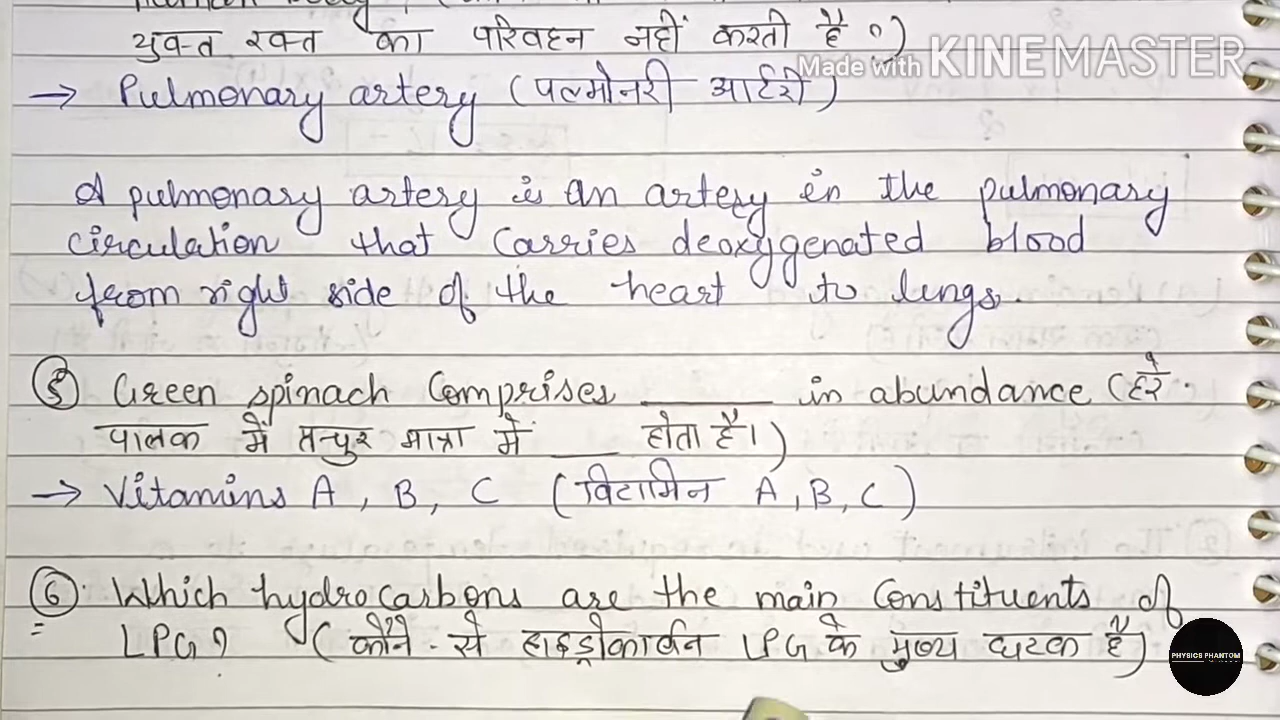 युक्त रक्त का परिवहन नहीं करती है ?)
Made with KINEMASTER
→ Pulmonary artery (पल्मोनरी आर्टरी)
A pulmonary artery is an artery in the pulmonary
circulation that carries deoxygenated blood
from right side of the heart to lungs.
⑤ Green spinach comprises ______ in abundance (हरे
पालक में प्रचुर मात्रा में ___ होता है।)
→ Vitamins A, B, C (विटामिन A, B, C)
⑥ Which hydrocarbons are the main constituents of
LPG? (कौन-से हाइड्रोकार्बन LPG के मुख्य घटक है)
PHYSICS PHANTOM